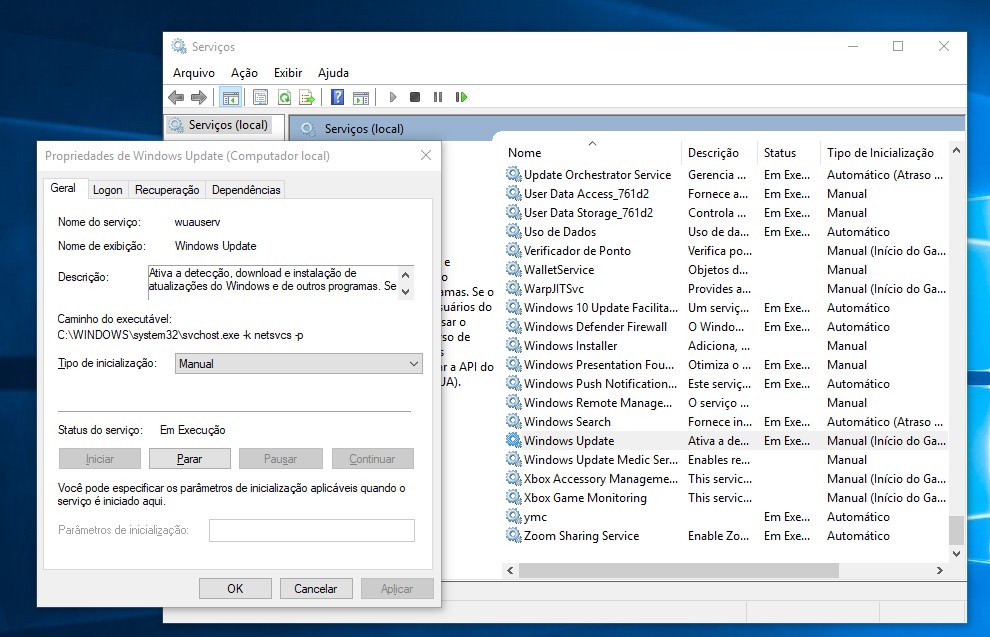 Serviços
Arquivo Ação Exibir Ajuda
Serviços (local)
Serviços (local)
Propriedades de Windows Update (Computador local)
Geral Logon Recuperação Dependências
Nome do serviço: wuauserv
Nome de exibição: Windows Update
Descrição: Ativa a detecção, download e instalação de
atualizações do Windows e de outros programas. Se
Caminho do executável:
C:\WINDOWS\system32\svchost.exe -k netsvcs -p
Tipo de inicialização: Manual
Status do serviço: Em Execução
Iniciar Parar Pausar Continuar
Você pode especificar os parâmetros de inicialização aplicáveis quando o
serviço é iniciado aqui.
Parâmetros de inicialização:
OK Cancelar Aplicar
e
o
amas. Se o
suários do
sar o
rso de
s
r a API do
UA).
Nome Descrição Status Tipo de Inicialização
Update Orchestrator Service Gerencia ... Em Exe... Automático (Atraso ...
User Data Access_761d2 Fornece a... Em Exe... Manual
User Data Storage_761d2 Controla ... Em Exe... Manual
Uso de Dados Uso de da... Em Exe... Automático
Verificador de Ponto Verifica po... Manual (Início do Ga...
WalletService Objetos d... Manual
WarpJITSvc Provides a... Manual (Início do Ga...
Windows 10 Update Facilita... Um serviç... Em Exe... Automático
Windows Defender Firewall O Windo... Em Exe... Automático
Windows Installer Adiciona, ... Manual
Windows Presentation Fou... Otimiza o ... Em Exe... Manual
Windows Push Notification... Este serviç... Em Exe... Automático
Windows Remote Manage... O serviço ... Manual
Windows Search Fornece in... Em Exe... Automático (Atraso ...
Windows Update Ativa a de... Em Exe... Manual (Início do Ga...
Windows Update Medic Ser... Enables re... Manual
Xbox Accessory Manageme... This servic... Manual (Início do Ga...
Xbox Game Monitoring This servic... Manual (Início do Ga...
ymc Em Exe... Automático
Zoom Sharing Service Enable Zo... Em Exe... Automático